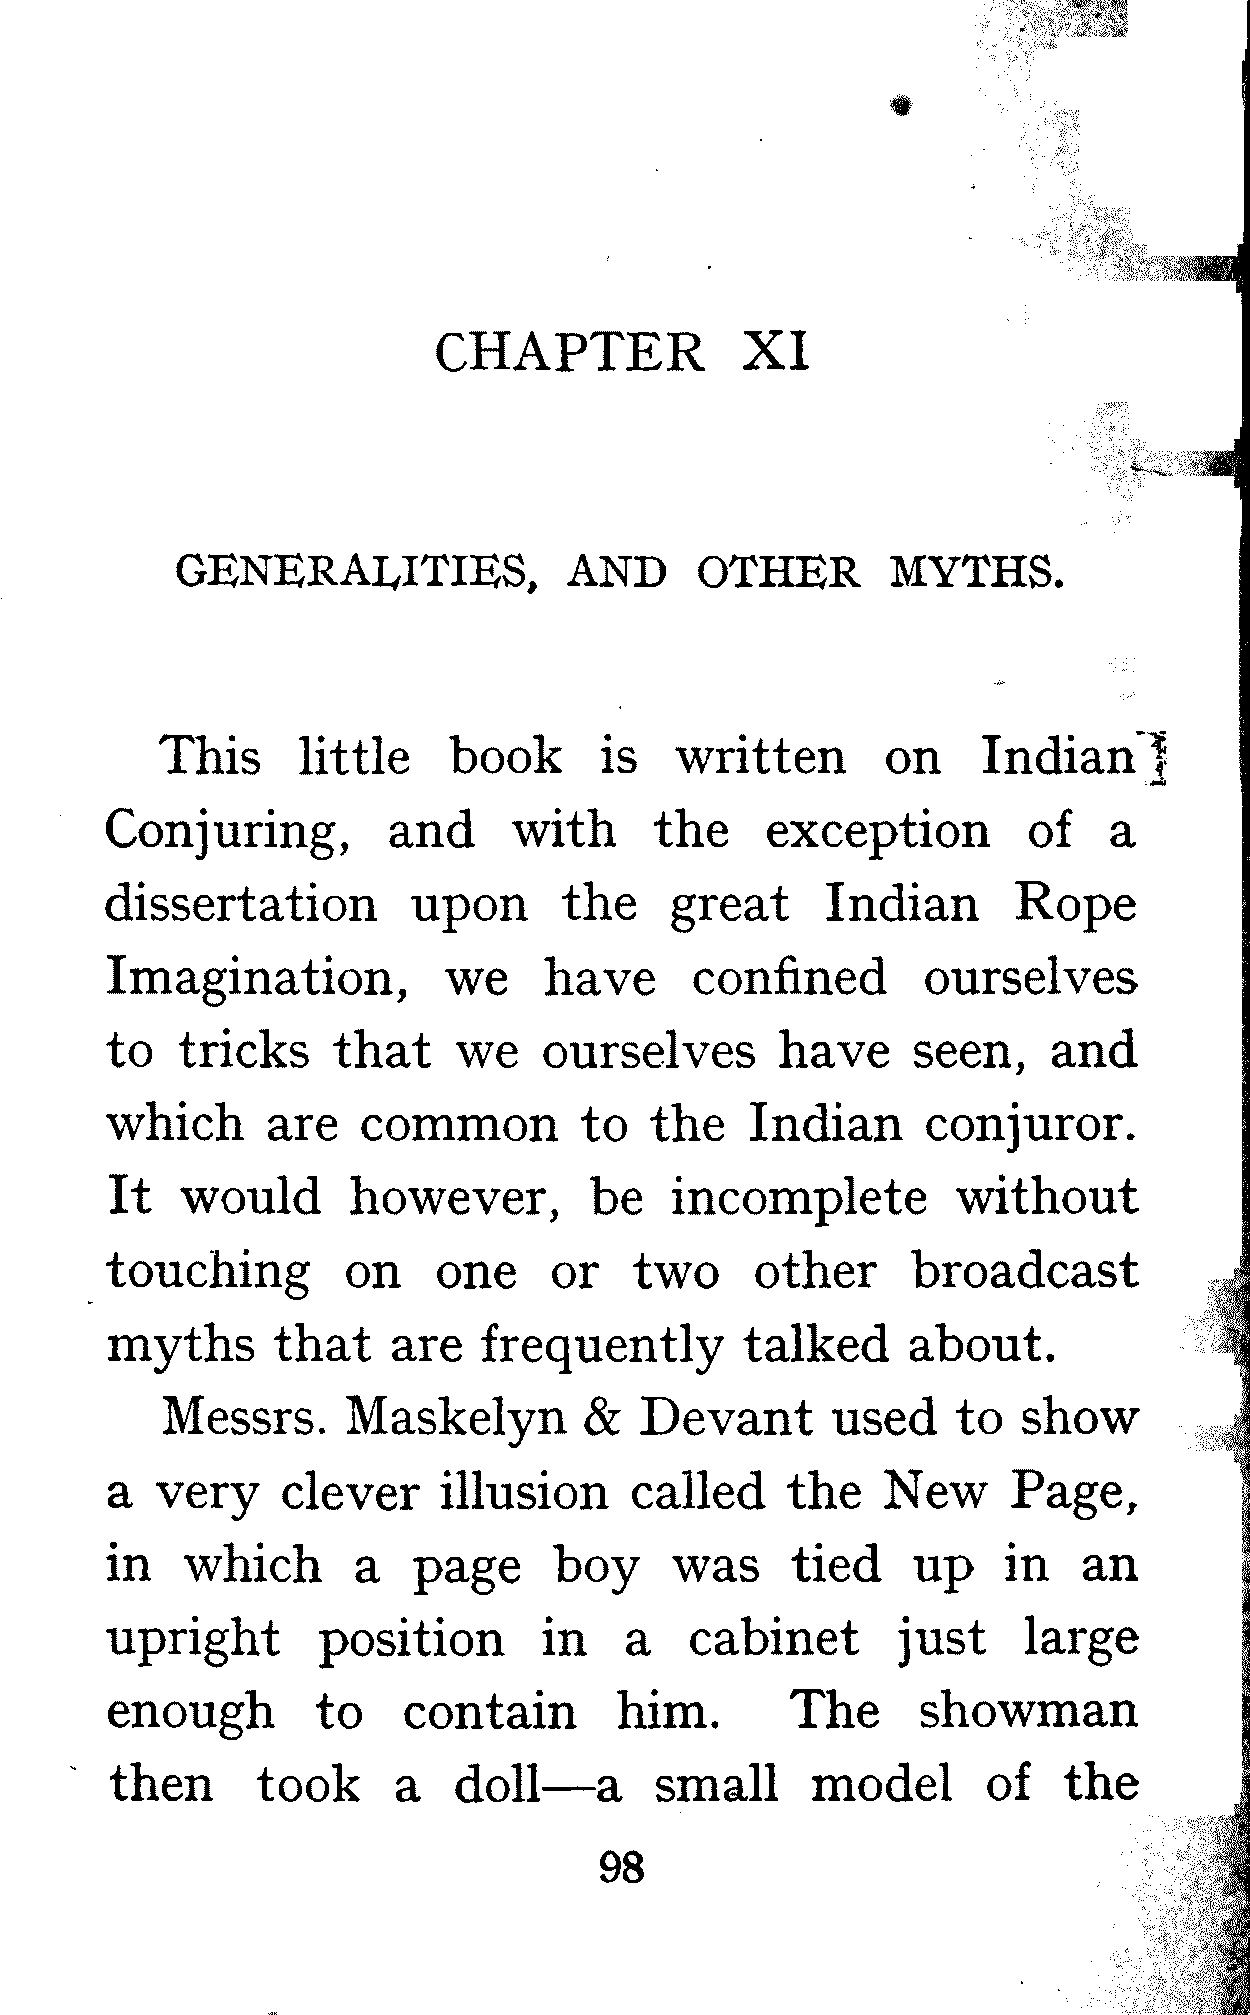 CHAPTER XI
GENERALITIES, AND OTHER MYTHS.
This little book is written on Indian
Conjuring, and with the exception of a
dissertation upon the great Indian Rope
Imagination, we have confined ourselves
to tricks that we ourselves have seen, and
which are common to the Indian conjuror.
It would however, be incomplete without
touching on one or two other broadcast
myths that are frequently talked about.
Messrs. Maskelyn & Devant used to show
a very clever illusion called the New Page,
in which a page boy was tied up in an
upright position in a cabinet just large
enough to contain him. The showman
then took a doll—a small model of the
98